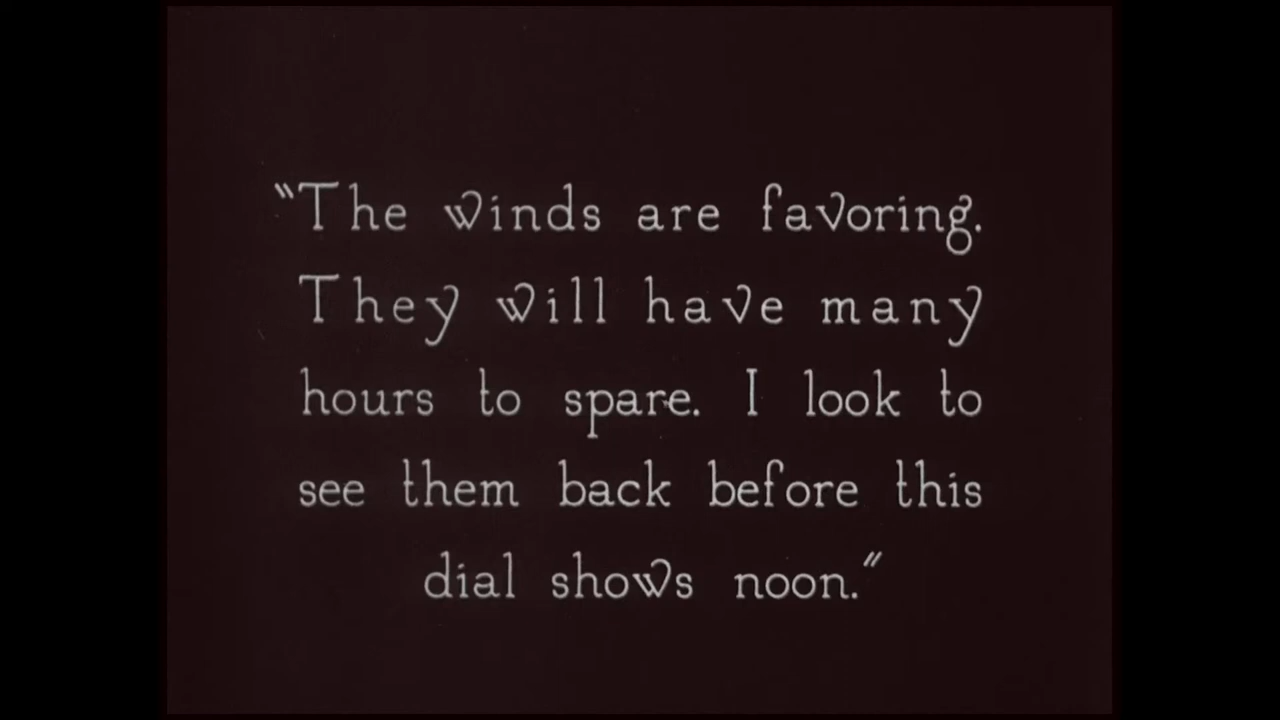 "The winds are favoring.
They will have many
hours to spare. I look to
see them back before this
dial shows noon."